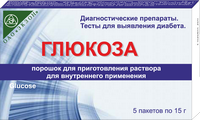 Диагностические препараты.
Тесты для выявления диабета.
ГЛЮКОЗА
порошок для приготовления раствора
для внутреннего применения
Glucose
5 пакетов по 15 г